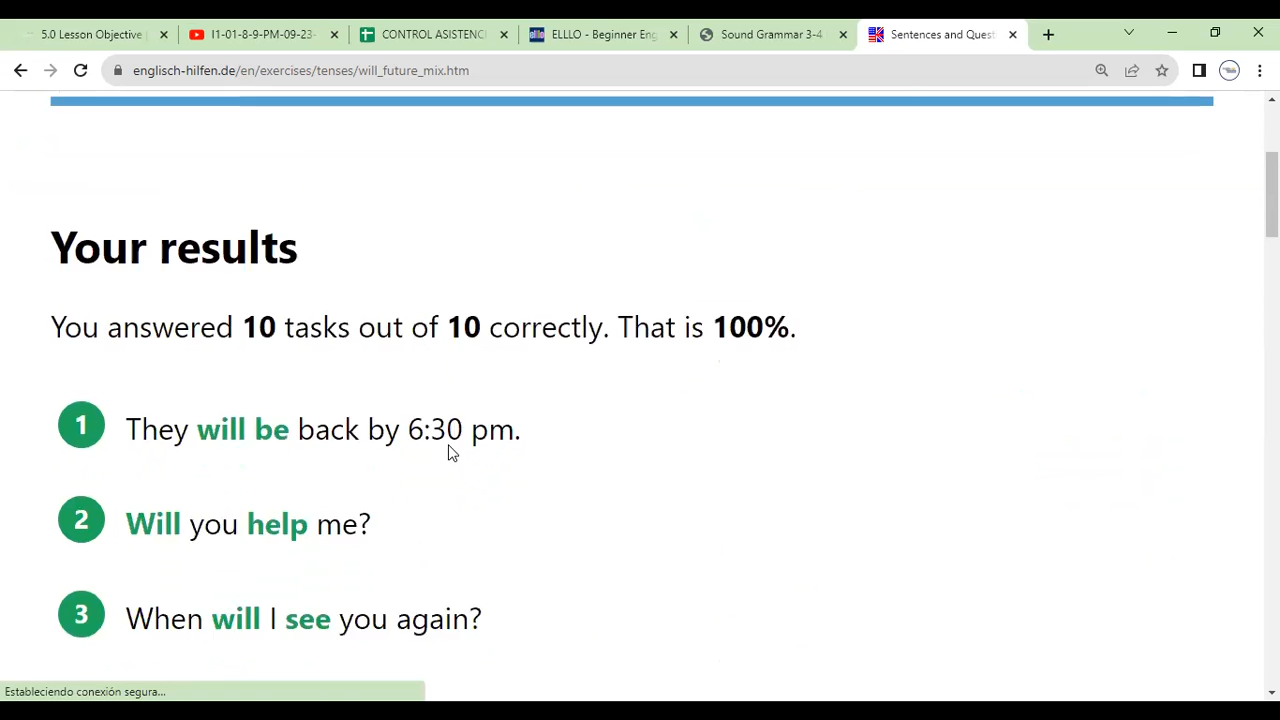 5.0 Lesson Objective
I1-01-8-9-PM-09-23-
CONTROL ASISTENC
ELLLO - Beginner Eng
Sound Grammar 3-4
Sentences and Quest
englisch-hilfen.de/en/exercises/tenses/will_future_mix.htm
Your results
You answered 10 tasks out of 10 correctly. That is 100%.
1 They will be back by 6:30 pm.
2 Will you help me?
3 When will I see you again?
Estableciendo conexión segura...